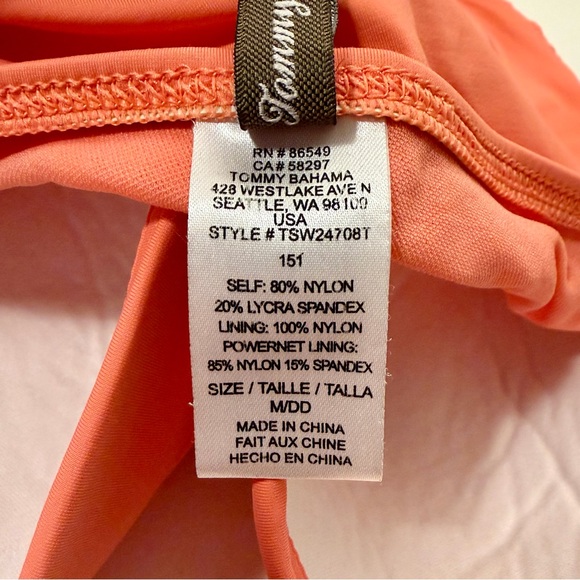 Tommy
RN # 86549
CA # 58297
TOMMY BAHAMA
428 WESTLAKE AVE N
SEATTLE, WA 98109
USA
STYLE # TSW24708T
151
SELF: 80% NYLON
20% LYCRA SPANDEX
LINING: 100% NYLON
POWERNET LINING:
85% NYLON 15% SPANDEX
SIZE / TAILLE / TALLA
M/DD
MADE IN CHINA
FAIT AUX CHINE
HECHO EN CHINA